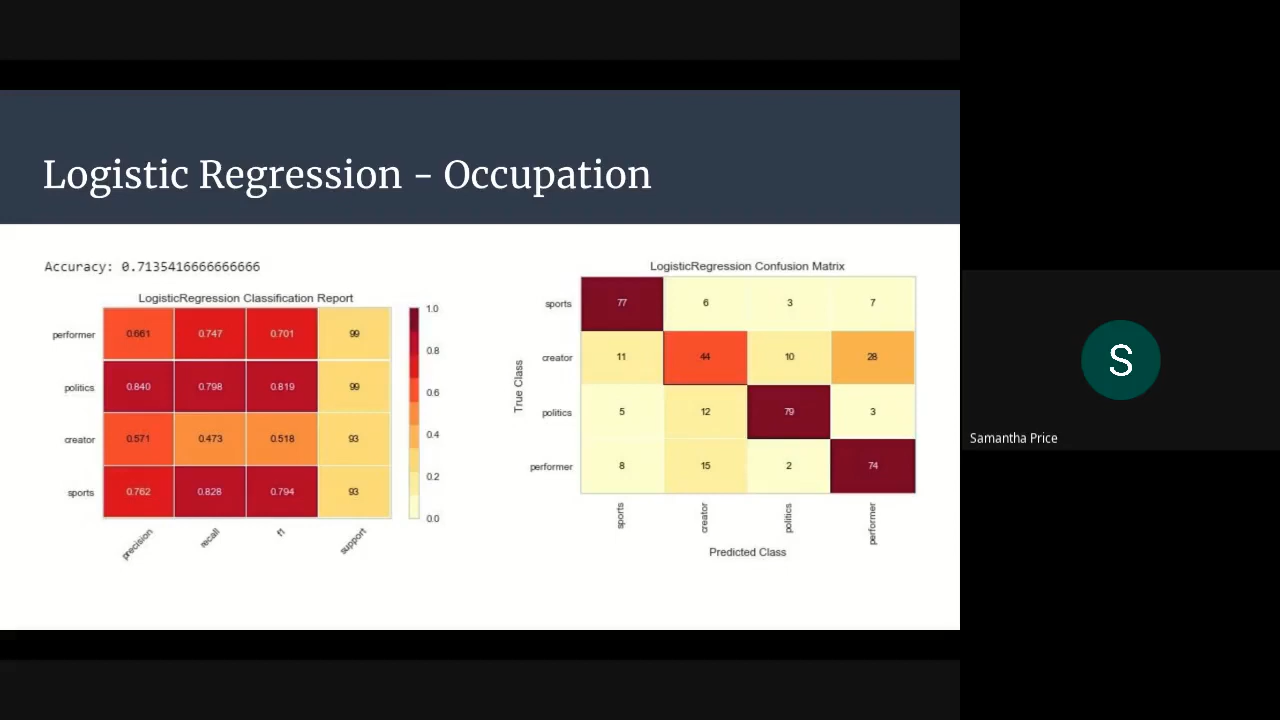 Logistic Regression - Occupation
Accuracy: 0.7135416666666666
LogisticRegression Classification Report
performer 0.661 0.747 0.701 99
politics 0.840 0.798 0.819 99
creator 0.571 0.473 0.518 93
sports 0.762 0.828 0.794 93
precision recall f1 support
1.0
0.8
0.6
0.4
0.2
0.0
LogisticRegression Confusion Matrix
True Class
sports 77 6 3 7
creator 11 44 10 28
politics 5 12 79 3
performer 8 15 2 74
sports creator politics performer
Predicted Class
S
Samantha Price